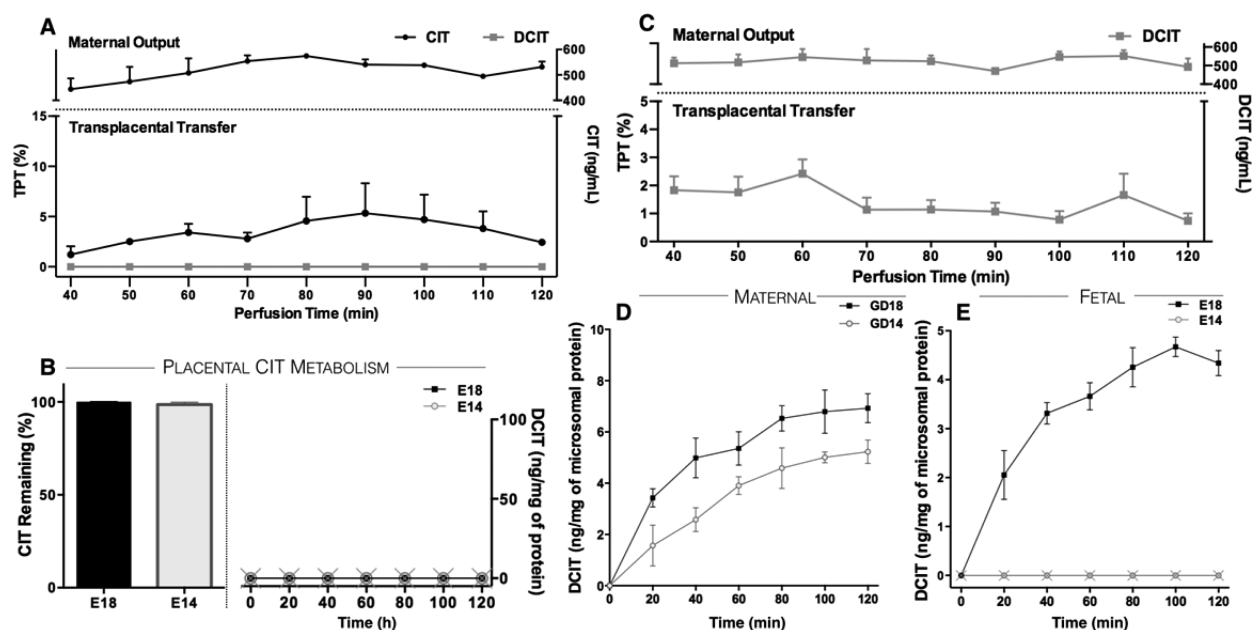 A
Maternal Output
CIT
DCIT
600
500
400
Transplacental Transfer
15
10
5
0
TPT (%)
CIT (ng/mL)
40 50 60 70 80 90 100 110 120
Perfusion Time (min)
C
Maternal Output
DCIT
600
500
400
Transplacental Transfer
5
4
3
2
1
0
TPT (%)
DCIT (ng/mL)
40 50 60 70 80 90 100 110 120
Perfusion Time (min)
B
PLACENTAL CIT METABOLISM
E18
E14
100
50
0
CIT Remaining (%)
E18 E14
100
50
0
DCIT (ng/mg of protein)
0 20 40 60 80 100 120
Time (h)
MATERNAL
D
GD18
GD14
10
8
6
4
2
0
DCIT (ng/mg of microsomal protein)
0 20 40 60 80 100 120
Time (min)
FETAL
E
E18
E14
5
4
3
2
1
0
DCIT (ng/mg of microsomal protein)
0 20 40 60 80 100 120
Time (min)